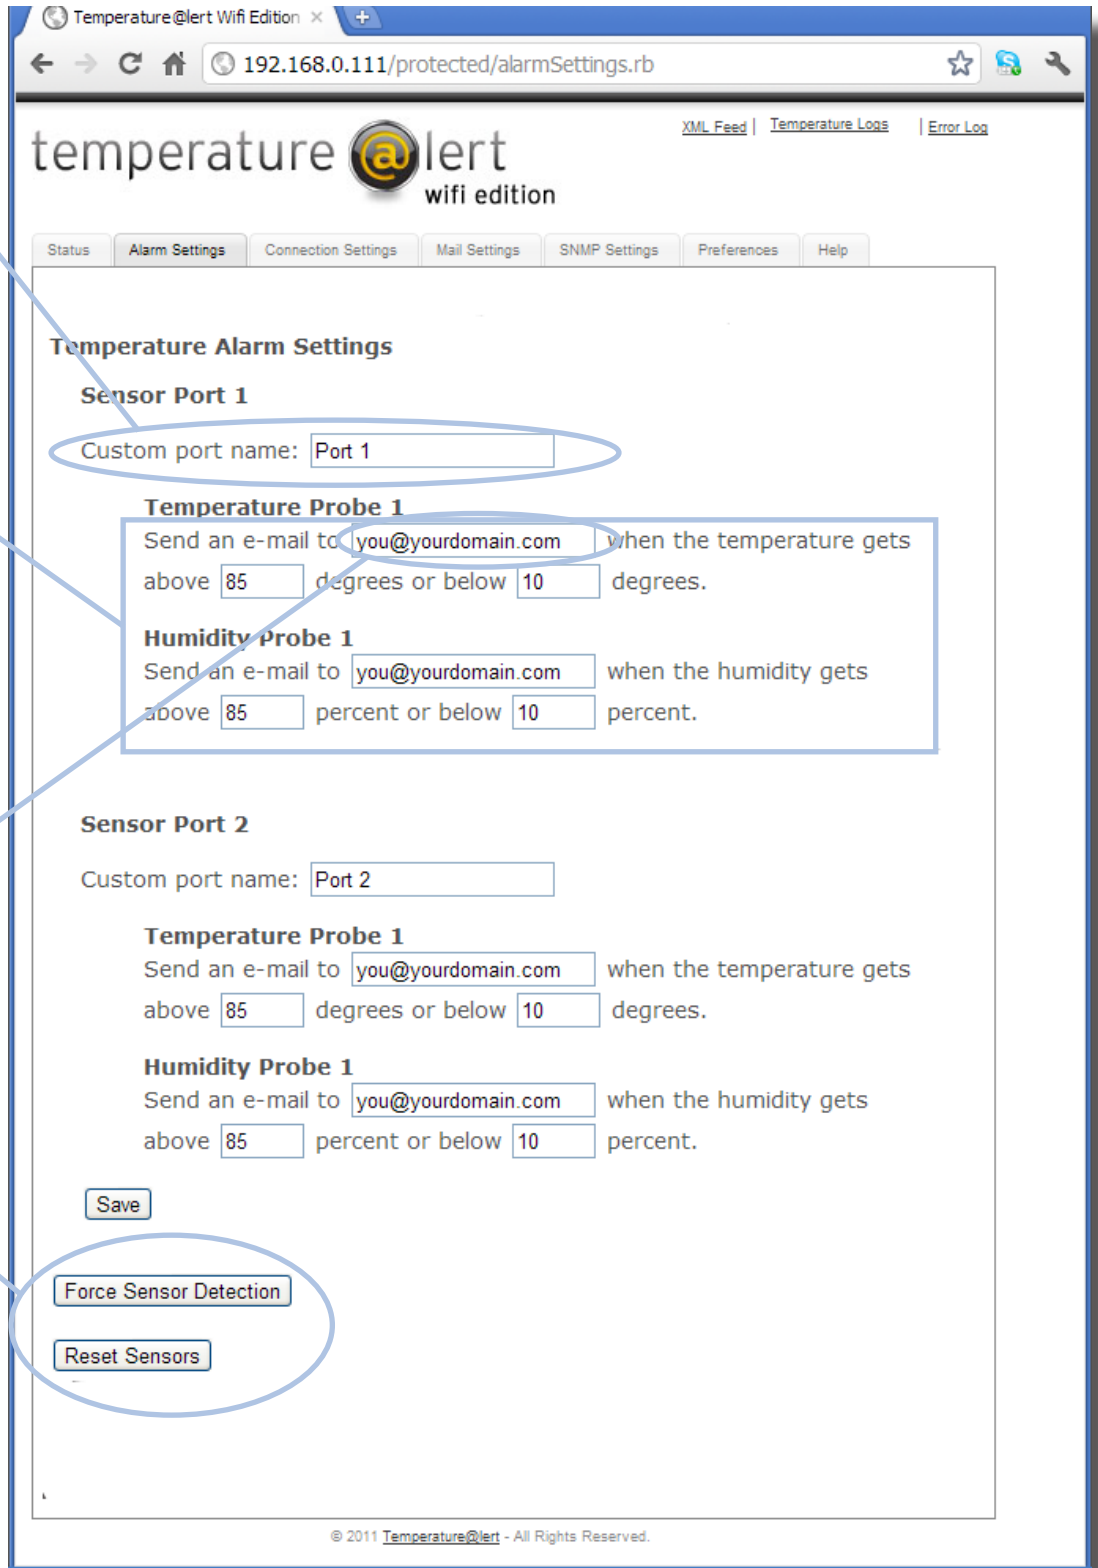 Temperature@lert Wifi Edition
192.168.0.111/protected/alarmSettings.rb
XML Feed | Temperature Logs | Error Log
temperature @lert
wifi edition
Status Alarm Settings Connection Settings Mail Settings SNMP Settings Preferences Help
Temperature Alarm Settings
Sensor Port 1
Custom port name: Port 1
Temperature Probe 1
Send an e-mail to you@yourdomain.com when the temperature gets
above 85 degrees or below 10 degrees.
Humidity Probe 1
Send an e-mail to you@yourdomain.com when the humidity gets
above 85 percent or below 10 percent.
Sensor Port 2
Custom port name: Port 2
Temperature Probe 1
Send an e-mail to you@yourdomain.com when the temperature gets
above 85 degrees or below 10 degrees.
Humidity Probe 1
Send an e-mail to you@yourdomain.com when the humidity gets
above 85 percent or below 10 percent.
Save
Force Sensor Detection
Reset Sensors
© 2011 Temperature@lert - All Rights Reserved.